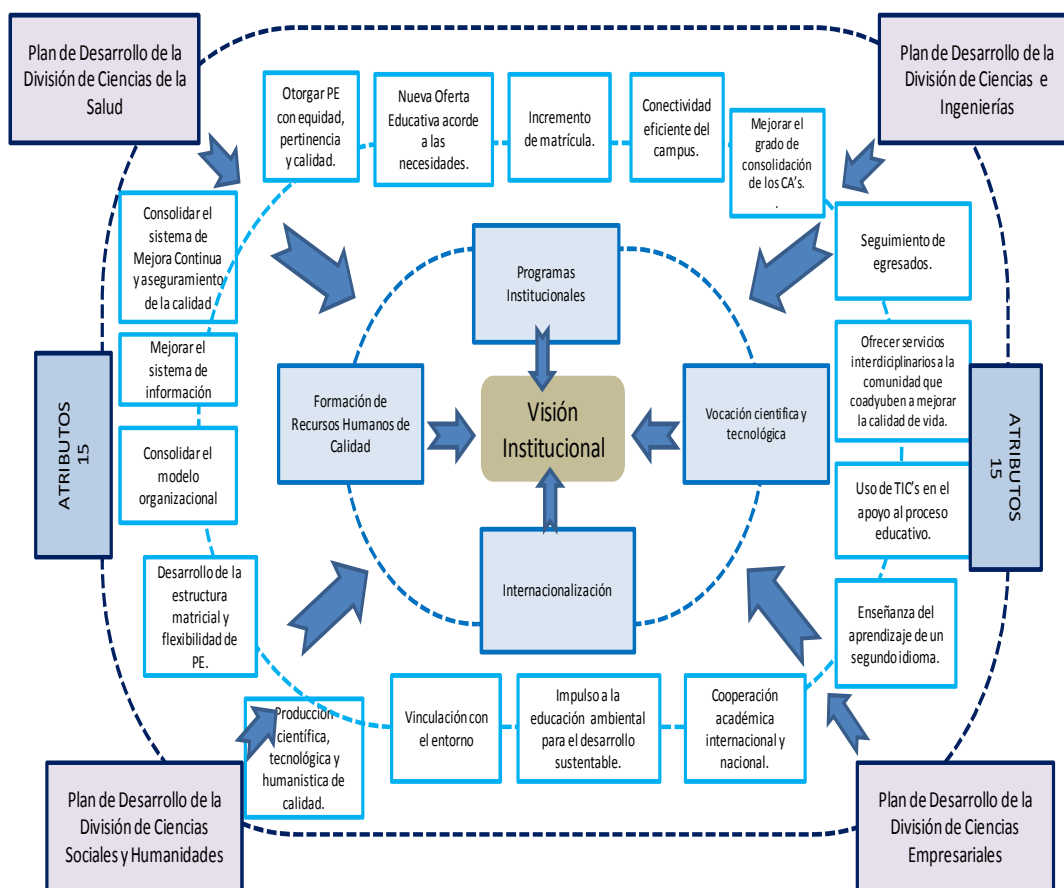 Plan de Desarrollo de la
División de Ciencias de la
Salud
Plan de Desarrollo de la
División de Ciencias e
Ingenierías
Otorgar PE
con equidad,
pertinencia
y calidad.
Nueva Oferta
Educativa acorde
a las
necesidades.
Incremento
de matrícula.
Conectividad
eficiente del
campus.
Mejorar el
grado de
consolidación
de los CA's.
.
Consolidar el
sistema de
Mejora Continua
y aseguramiento
de la calidad
Seguimiento de
egresados.
Programas
Institucionales
Mejorar el
sistema de
información
Ofrecer servicios
interdiciplinarios a la
comunidad que
coadyuben a mejorar
la calidad de vida.
ATRIBUTOS
15
Formación de
Recursos Humanos de
Calidad
Visión
Institucional
Vocación cientifica y
tecnológica
ATRIBUTOS
15
Consolidar el
modelo
organizacional
Uso de TIC's en el
apoyo al proceso
educativo.
Desarrollo de la
estructura
matricial y
flexibilidad de
PE.
Internacionalización
Enseñanza del
aprendizaje de un
segundo idioma.
Producción
científica,
tecnológica y
humanistica de
calidad.
Vinculación con
el entorno
Impulso a la
educación ambiental
para el desarrollo
sustentable.
Cooperación
académica
internacional y
nacional.
Plan de Desarrollo de la
División de Ciencias
Sociales y Humanidades
Plan de Desarrollo de la
División de Ciencias
Empresariales